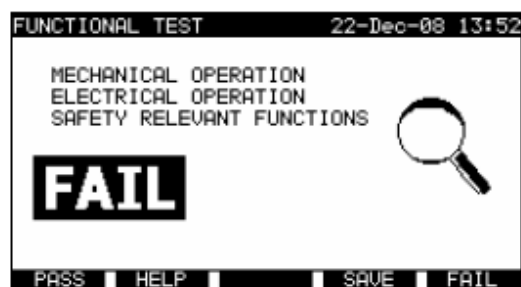 FUNCTIONAL TEST 22-Dec-08 13:52
MECHANICAL OPERATION
ELECTRICAL OPERATION
SAFETY RELEVANT FUNCTIONS
FAIL
PASS HELP SAVE FAIL